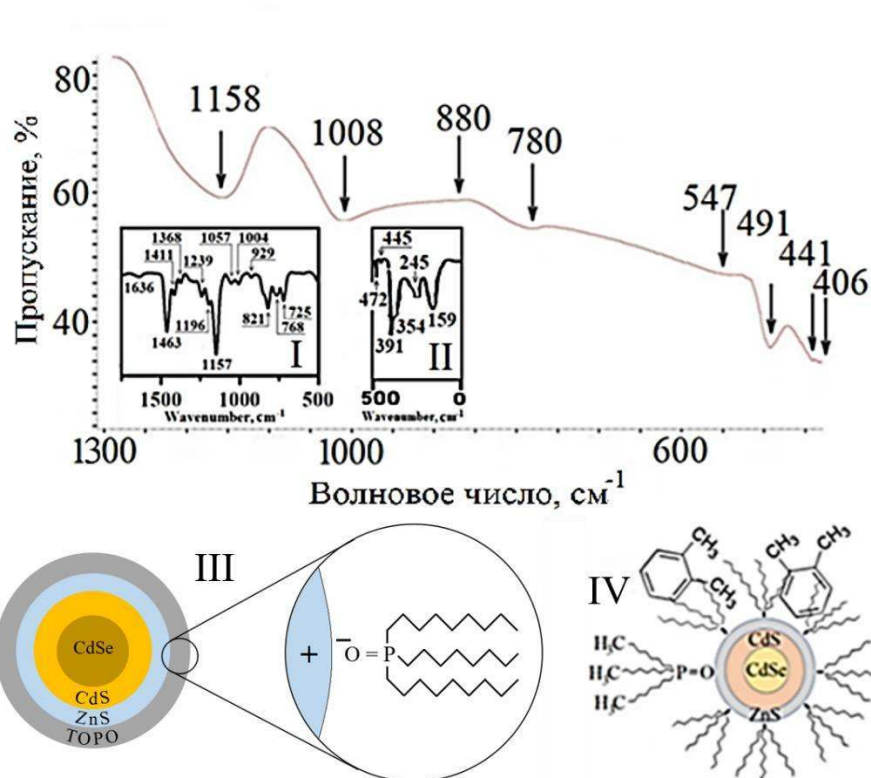 Пропускание, %
80
60
40
1158
1008
880
780
547
491
441
406
1368
1057
1004
1411
1239
929
1636
1196
821
725
768
1463
1157
I
1500
1000
500
Wavenumber, cm-1
445
245
472
354
159
391
II
500
0
Wavenumber, cm-1
1300
1000
600
Волновое число, см-1
III
CdSe
CdS
ZnS
TOPO
+
−O = P
IV
CH3
CH3
CH3
CH3
H3C
H3C
H3C
P=O
CdS
CdSe
ZnS